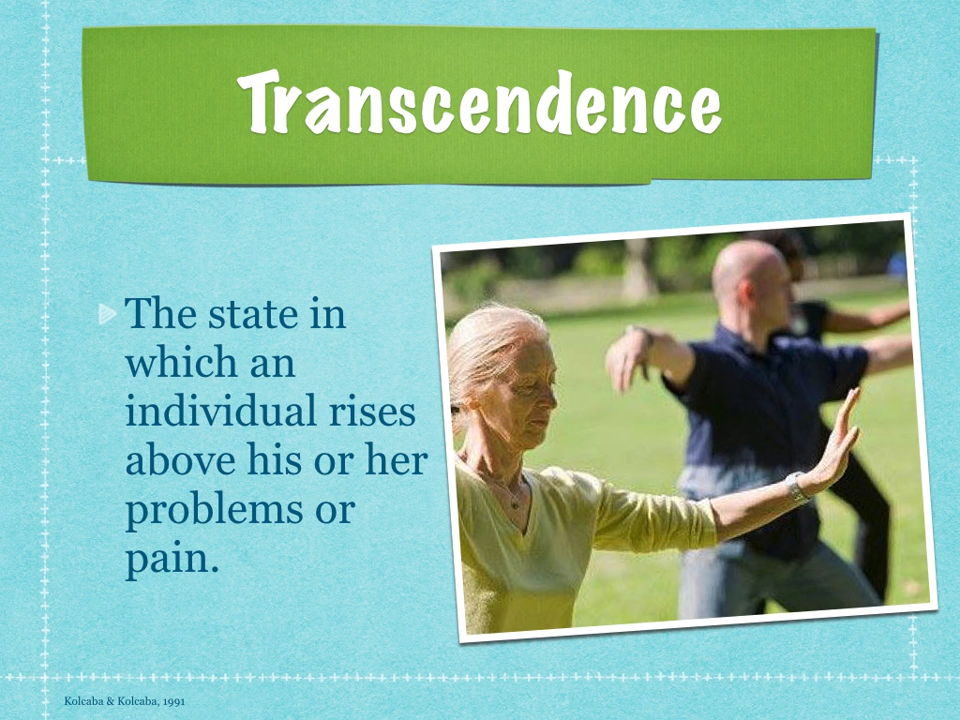 Transcendence
The state in
which an
individual rises
above his or her
problems or
pain.
Kolcaba & Kolcaba, 1991